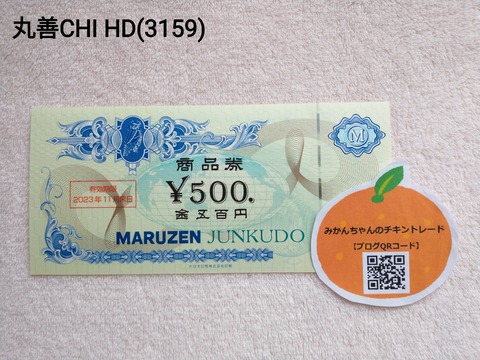 丸善CHI HD(3159)
商品券
¥500.
金五百円
有効期限
2023年11月末日
MARUZEN JUNKUDO
M
みかんちゃんのチキントレード
【ブログQRコード】